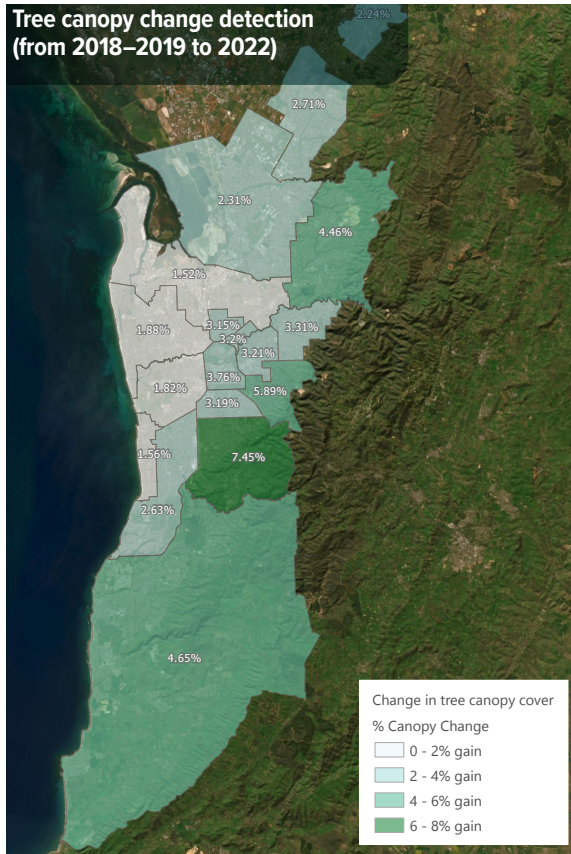 Tree canopy change detection
(from 2018–2019 to 2022)
2.24%
2.71%
2.31%
4.46%
1.52%
1.88%
3.15%
3.31%
3.2%
3.21%
3.76%
1.82%
5.89%
3.19%
1.56%
7.45%
2.63%
4.65%
Change in tree canopy cover
% Canopy Change
0 - 2% gain
2 - 4% gain
4 - 6% gain
6 - 8% gain